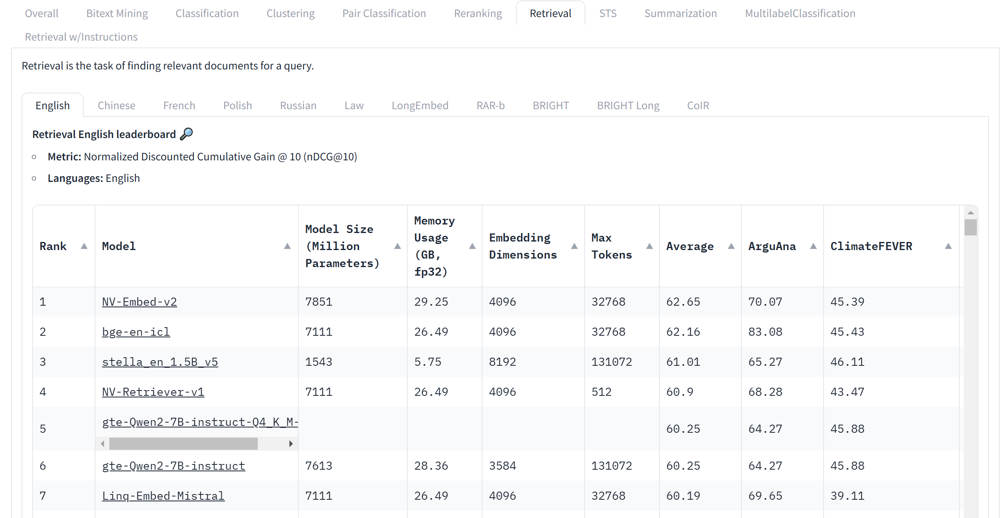 Overall Bitext Mining Classification Clustering Pair Classification Reranking Retrieval STS Summarization MultilabelClassification
Retrieval w/Instructions
Retrieval is the task of finding relevant documents for a query.
English Chinese French Polish Russian Law LongEmbed RAR-b BRIGHT BRIGHT Long CoIR
Retrieval English leaderboard 🔎
Metric: Normalized Discounted Cumulative Gain @ 10 (nDCG@10)
Languages: English
Rank Model Model Size (Million Parameters) Memory Usage (GB, fp32) Embedding Dimensions Max Tokens Average ArguAna ClimateFEVER
1 NV-Embed-v2 7851 29.25 4096 32768 62.65 70.07 45.39
2 bge-en-icl 7111 26.49 4096 32768 62.16 83.08 45.43
3 stella_en_1.5B_v5 1543 5.75 8192 131072 61.01 65.27 46.11
4 NV-Retriever-v1 7111 26.49 4096 512 60.9 68.28 43.47
5 gte-Qwen2-7B-instruct-Q4_K_M- 60.25 64.27 45.88
6 gte-Qwen2-7B-instruct 7613 28.36 3584 131072 60.25 64.27 45.88
7 Linq-Embed-Mistral 7111 26.49 4096 32768 60.19 69.65 39.11